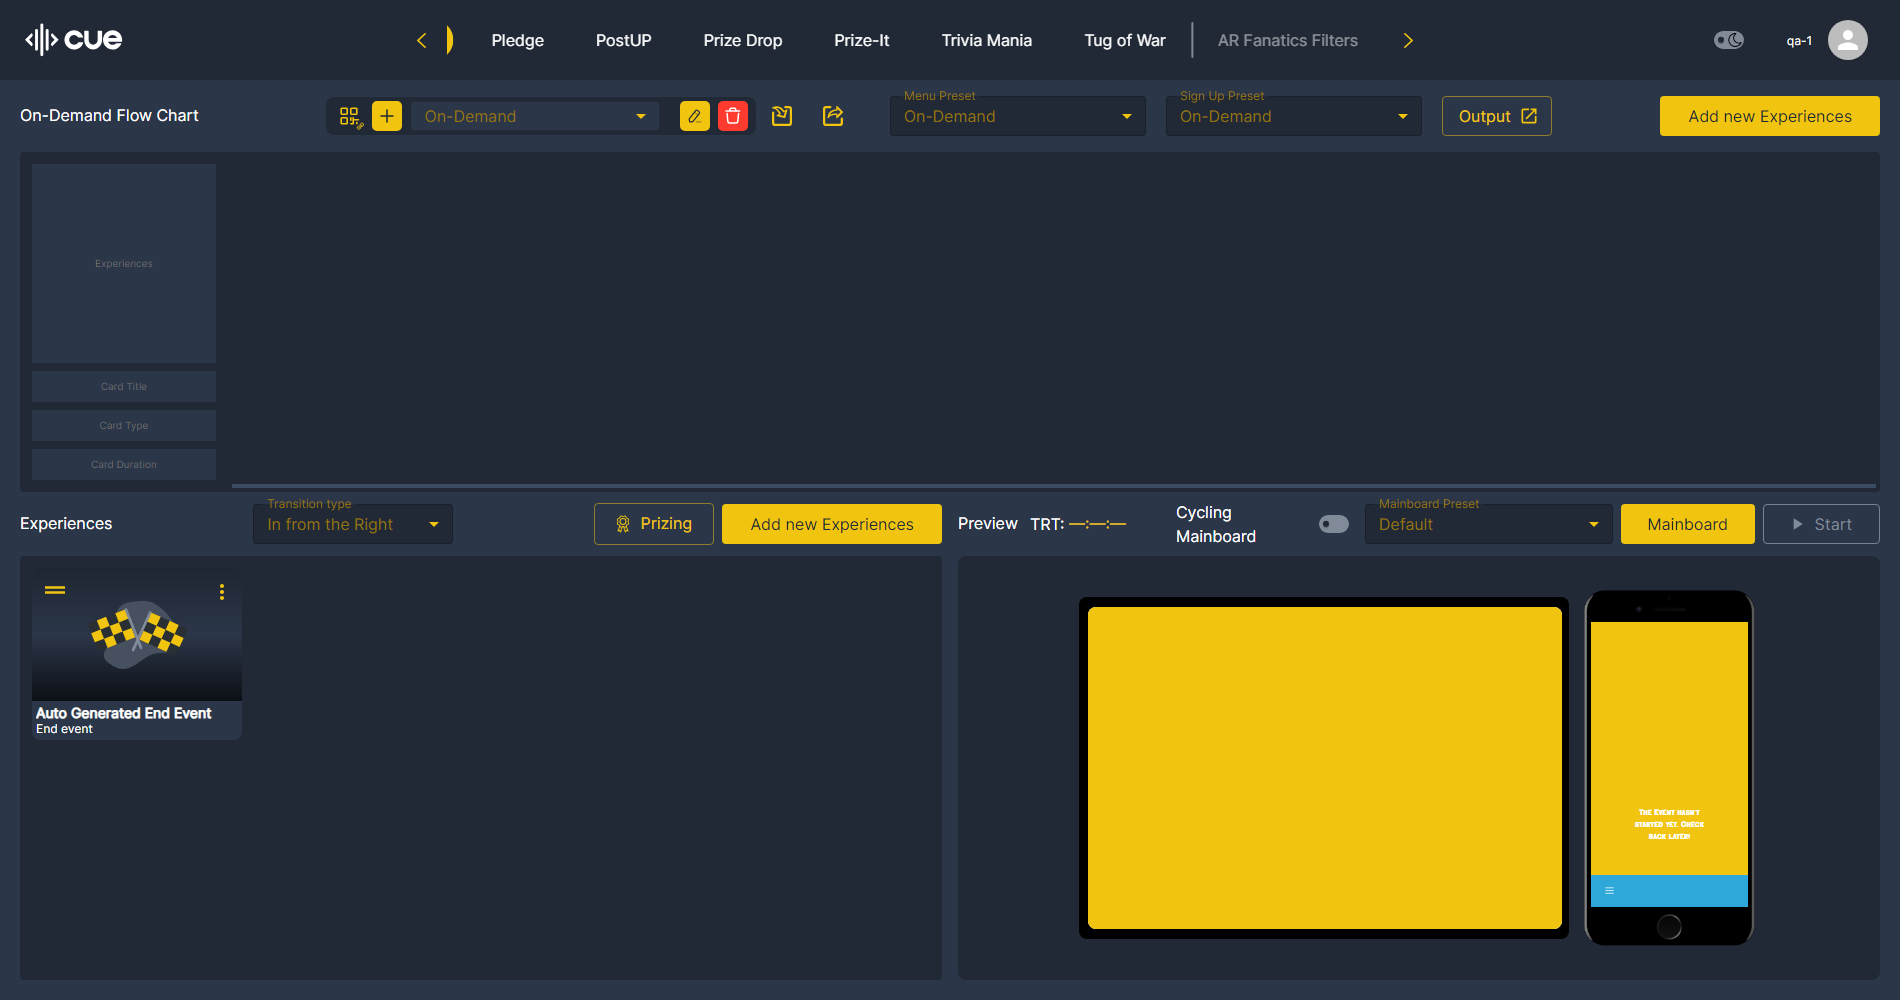 cue
Pledge
PostUP
Prize Drop
Prize-It
Trivia Mania
Tug of War
AR Fanatics Filters
qa-1
On-Demand Flow Chart
On-Demand
Menu Preset
On-Demand
Sign Up Preset
On-Demand
Output
Add new Experiences
Experiences
Card Title
Card Type
Card Duration
Experiences
Transition type
In from the Right
Prizing
Add new Experiences
Preview
TRT: —:—:—
Cycling
Mainboard
Mainboard Preset
Default
Mainboard
Start
Auto Generated End Event
End event
The Event hasn't
started yet. Check
back later!